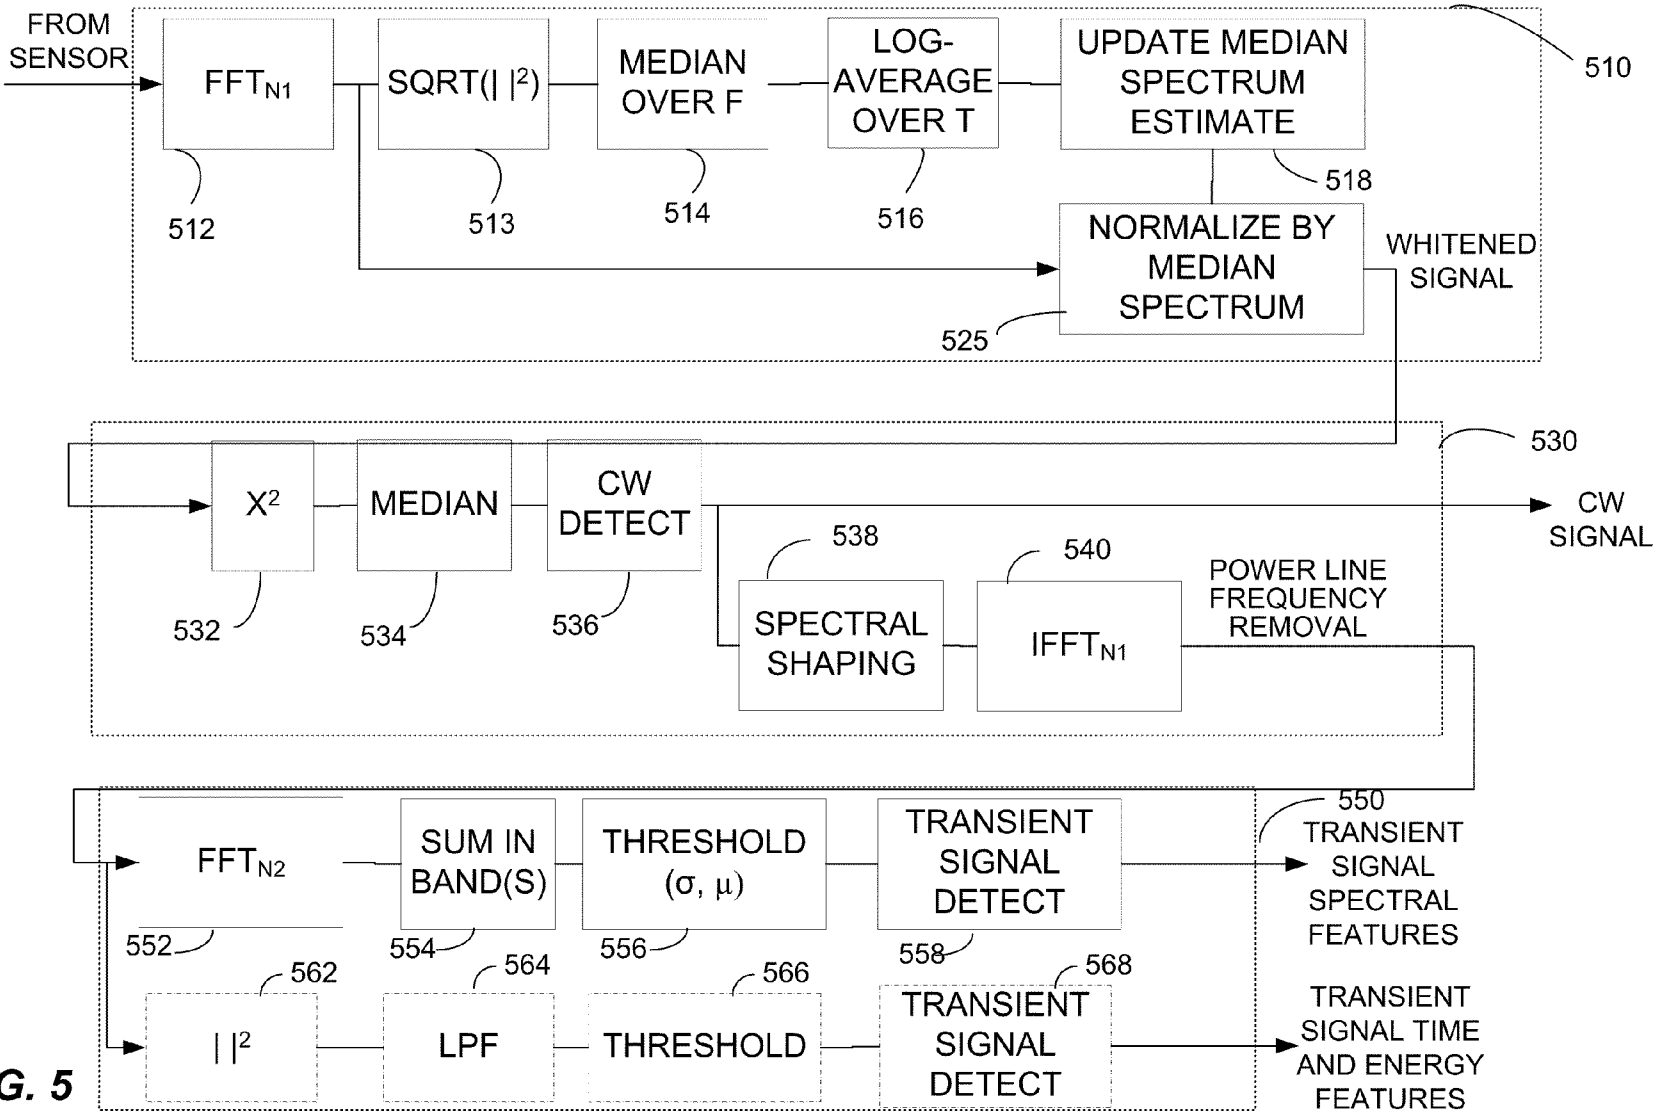 FROM
SENSOR
FFTN1
SQRT(| |2)
MEDIAN
OVER F
LOG-
AVERAGE
OVER T
UPDATE MEDIAN
SPECTRUM
ESTIMATE
510
512
513
514
516
518
NORMALIZE BY
MEDIAN
SPECTRUM
525
WHITENED
SIGNAL
530
X2
MEDIAN
CW
DETECT
CW
SIGNAL
532
534
536
538
540
SPECTRAL
SHAPING
IFFTN1
POWER LINE
FREQUENCY
REMOVAL
550
FFTN2
SUM IN
BAND(S)
THRESHOLD
(σ, μ)
TRANSIENT
SIGNAL
DETECT
TRANSIENT
SIGNAL
SPECTRAL
FEATURES
552
554
556
558
562
564
566
568
| |2
LPF
THRESHOLD
TRANSIENT
SIGNAL
DETECT
TRANSIENT
SIGNAL TIME
AND ENERGY
FEATURES
G. 5